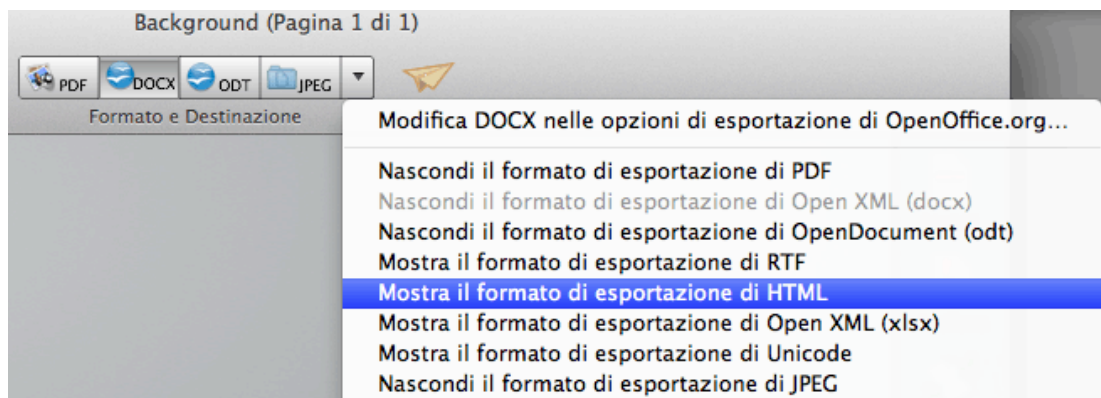 Background (Pagina 1 di 1)
PDF DOCX ODT JPEG
Formato e Destinazione
Modifica DOCX nelle opzioni di esportazione di OpenOffice.org...
Nascondi il formato di esportazione di PDF
Nascondi il formato di esportazione di Open XML (docx)
Nascondi il formato di esportazione di OpenDocument (odt)
Mostra il formato di esportazione di RTF
Mostra il formato di esportazione di HTML
Mostra il formato di esportazione di Open XML (xlsx)
Mostra il formato di esportazione di Unicode
Nascondi il formato di esportazione di JPEG